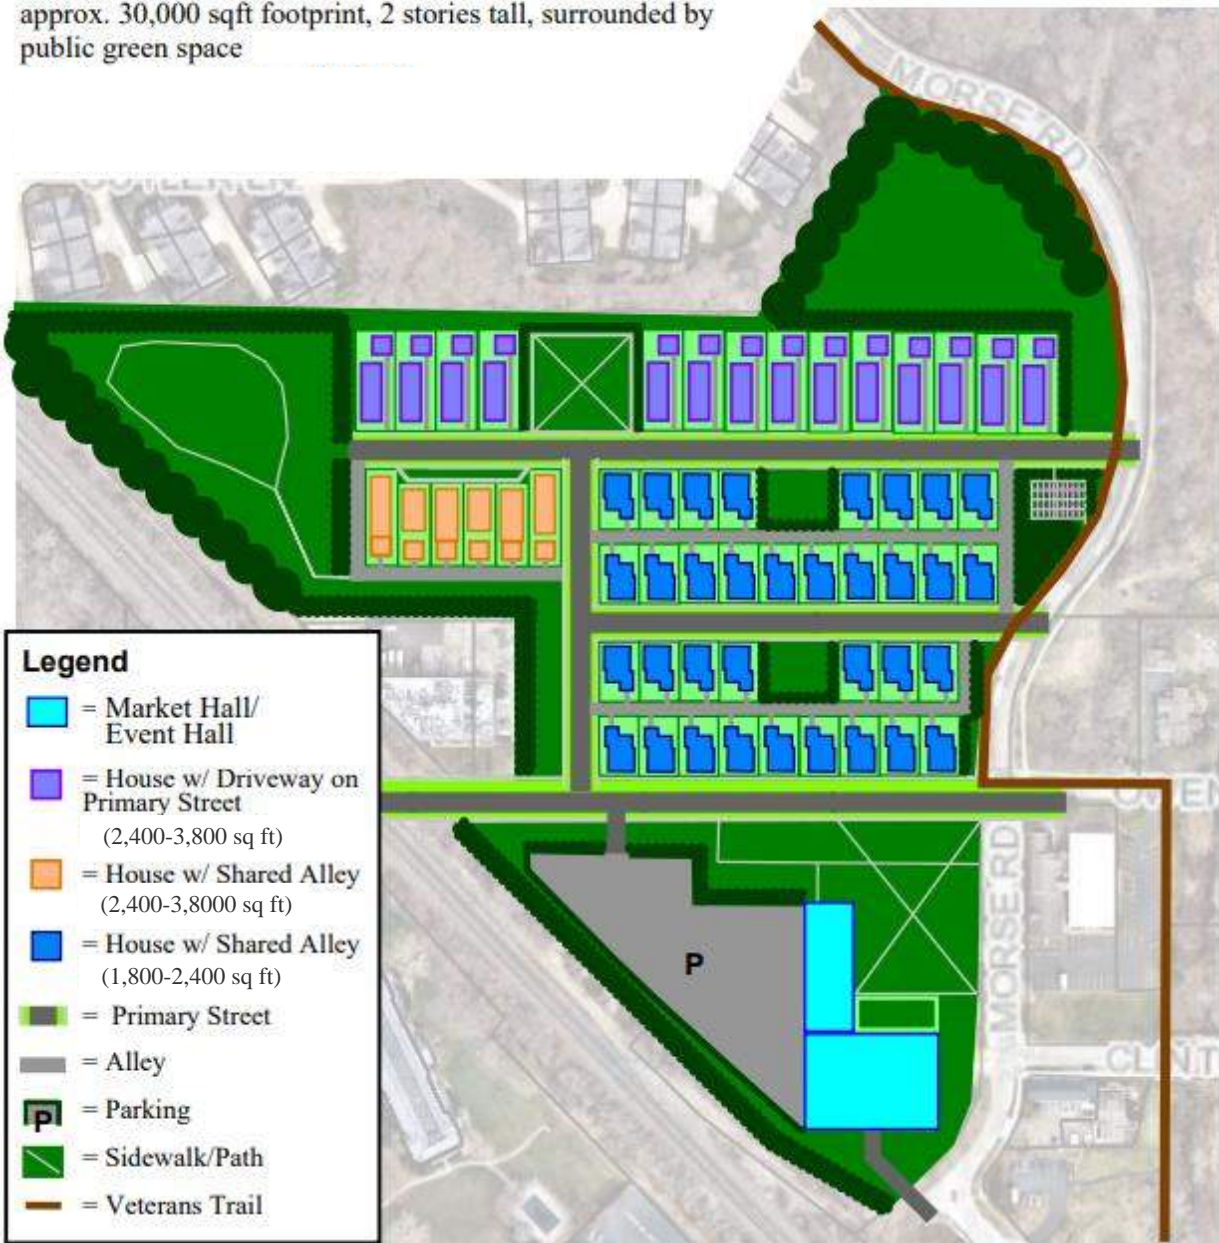 approx. 30,000 sqft footprint, 2 stories tall, surrounded by
public green space
MORSE RD
Legend
= Market Hall/
Event Hall
= House w/ Driveway on
Primary Street
(2,400-3,800 sq ft)
= House w/ Shared Alley
(2,400-3,8000 sq ft)
= House w/ Shared Alley
(1,800-2,400 sq ft)
= Primary Street
= Alley
P
= Parking
= Sidewalk/Path
= Veterans Trail
P
MORSE RD
CLINT